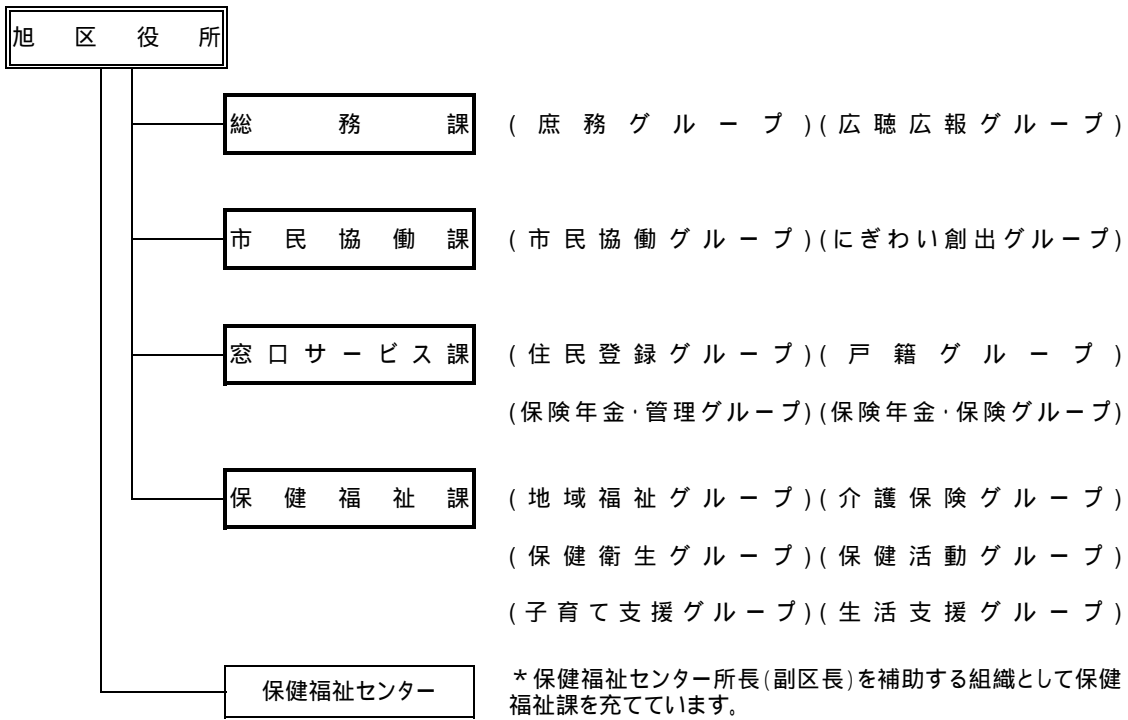 旭区役所
総務課 (庶務グループ)(広聴広報グループ)
市民協働課 (市民協働グループ)(にぎわい創出グループ)
窓口サービス課 (住民登録グループ)(戸籍グループ)
(保険年金・管理グループ)(保険年金・保険グループ)
保健福祉課 (地域福祉グループ)(介護保険グループ)
(保健衛生グループ)(保健活動グループ)
(子育て支援グループ)(生活支援グループ)
保健福祉センター *保健福祉センター所長(副区長)を補助する組織として保健
福祉課を充てています。